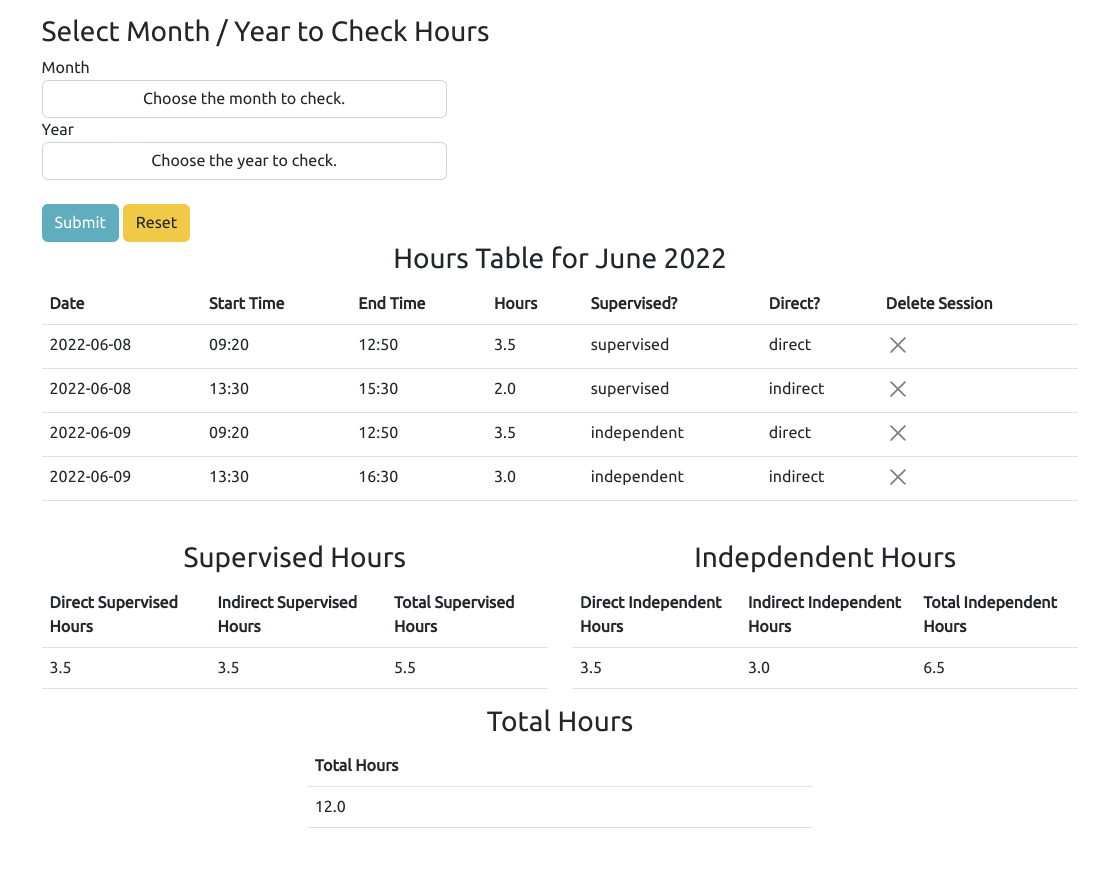 Select Month / Year to Check Hours
Month
Choose the month to check.
Year
Choose the year to check.
Submit Reset
Hours Table for June 2022
Date Start Time End Time Hours Supervised? Direct? Delete Session
2022-06-08 09:20 12:50 3.5 supervised direct
2022-06-08 13:30 15:30 2.0 supervised indirect
2022-06-09 09:20 12:50 3.5 independent direct
2022-06-09 13:30 16:30 3.0 independent indirect
Supervised Hours
Direct Supervised Hours
Indirect Supervised Hours
Total Supervised Hours
3.5 3.5 5.5
Indepdendent Hours
Direct Independent Hours
Indirect Independent Hours
Total Independent Hours
3.5 3.0 6.5
Total Hours
Total Hours
12.0